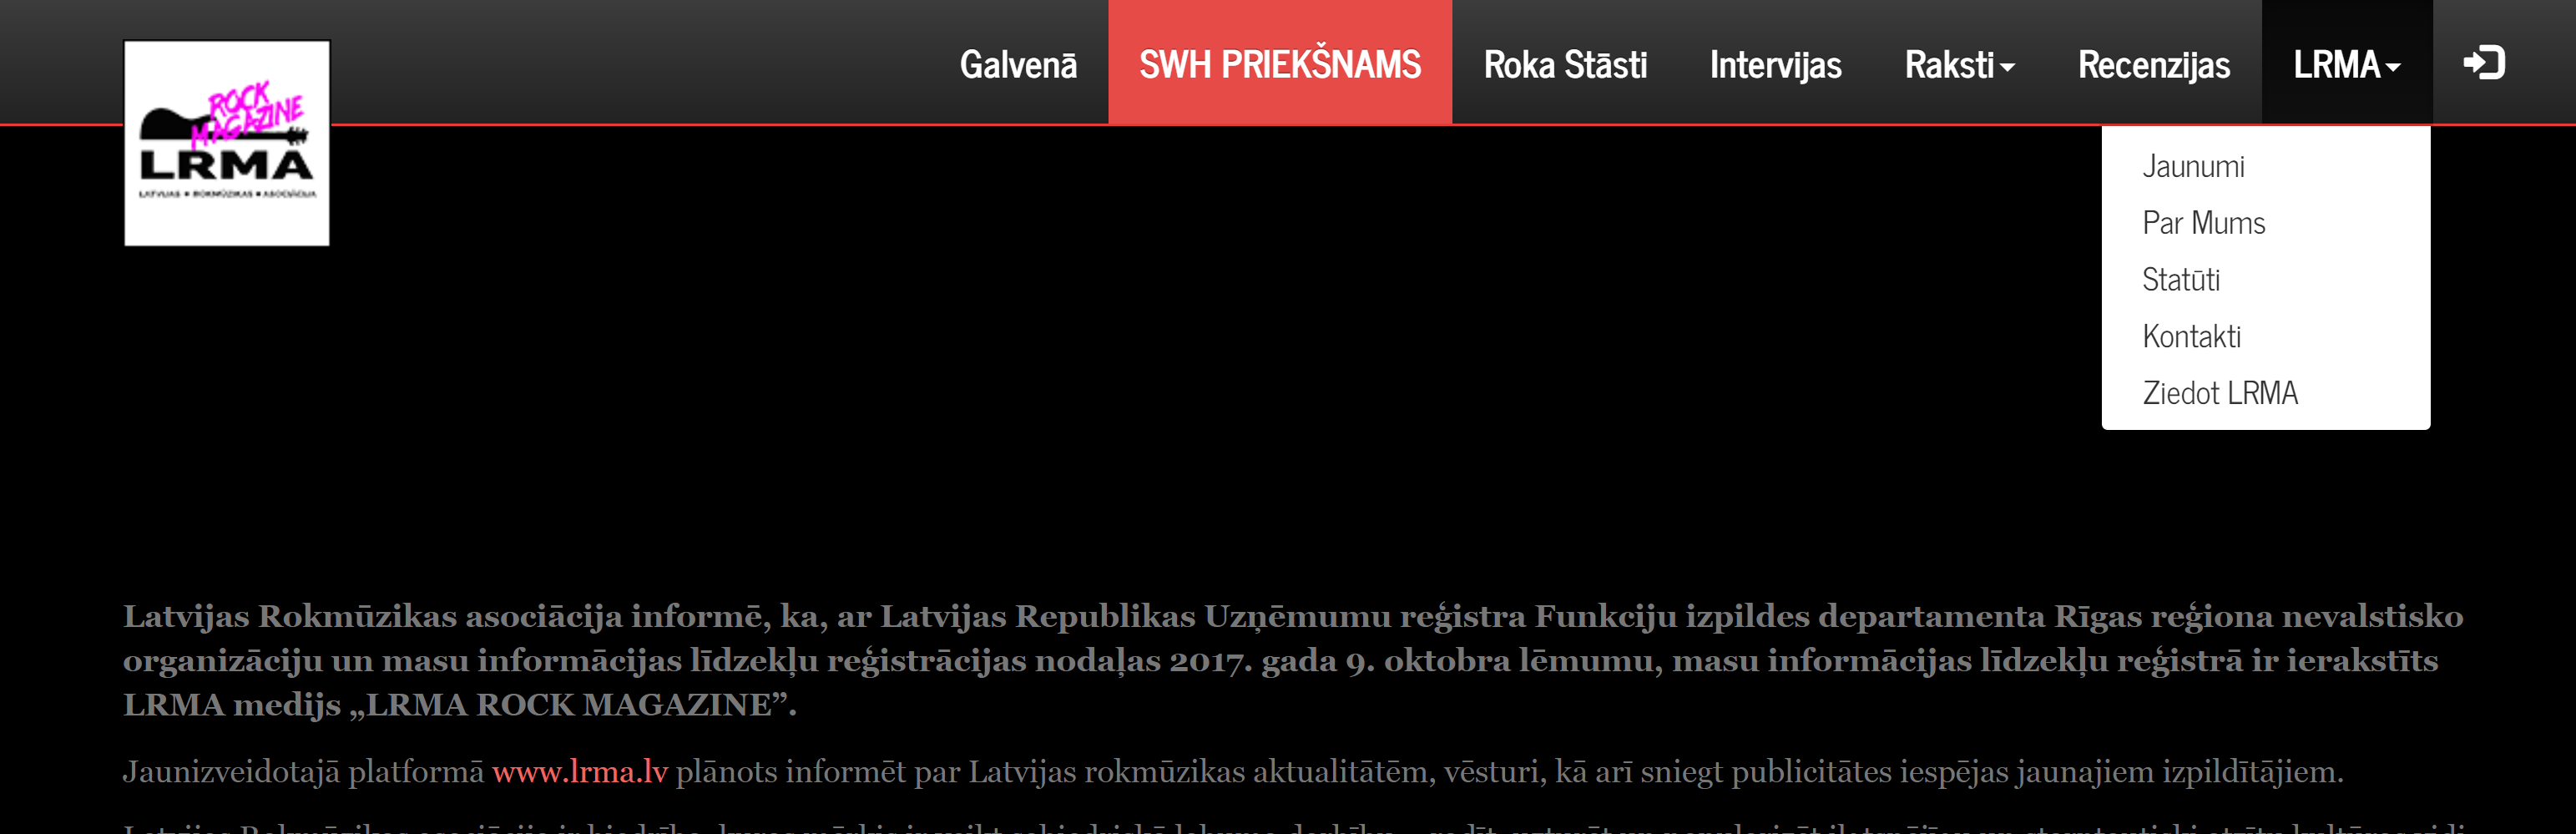 Galvenā SWH PRIEKŠNAMS Roka Stāsti Intervijas Raksti Recenzijas LRMA
ROCK
MAGAZINE
LRMA
LATVIJAS ROKMŪZIKAS ASOCIĀCIJA
Jaunumi
Par Mums
Statūti
Kontakti
Ziedot LRMA
Latvijas Rokmūzikas asociācija informē, ka, ar Latvijas Republikas Uzņēmumu reģistra Funkciju izpildes departamenta Rīgas reģiona nevalstisko
organizāciju un masu informācijas līdzekļu reģistrācijas nodaļas 2017. gada 9. oktobra lēmumu, masu informācijas līdzekļu reģistrā ir ierakstīts
LRMA medijs „LRMA ROCK MAGAZINE”.
Jaunizveidotajā platformā www.lrma.lv plānots informēt par Latvijas rokmūzikas aktualitātēm, vēsturi, kā arī sniegt publicitātes iespējas jaunajiem izpildītājiem.